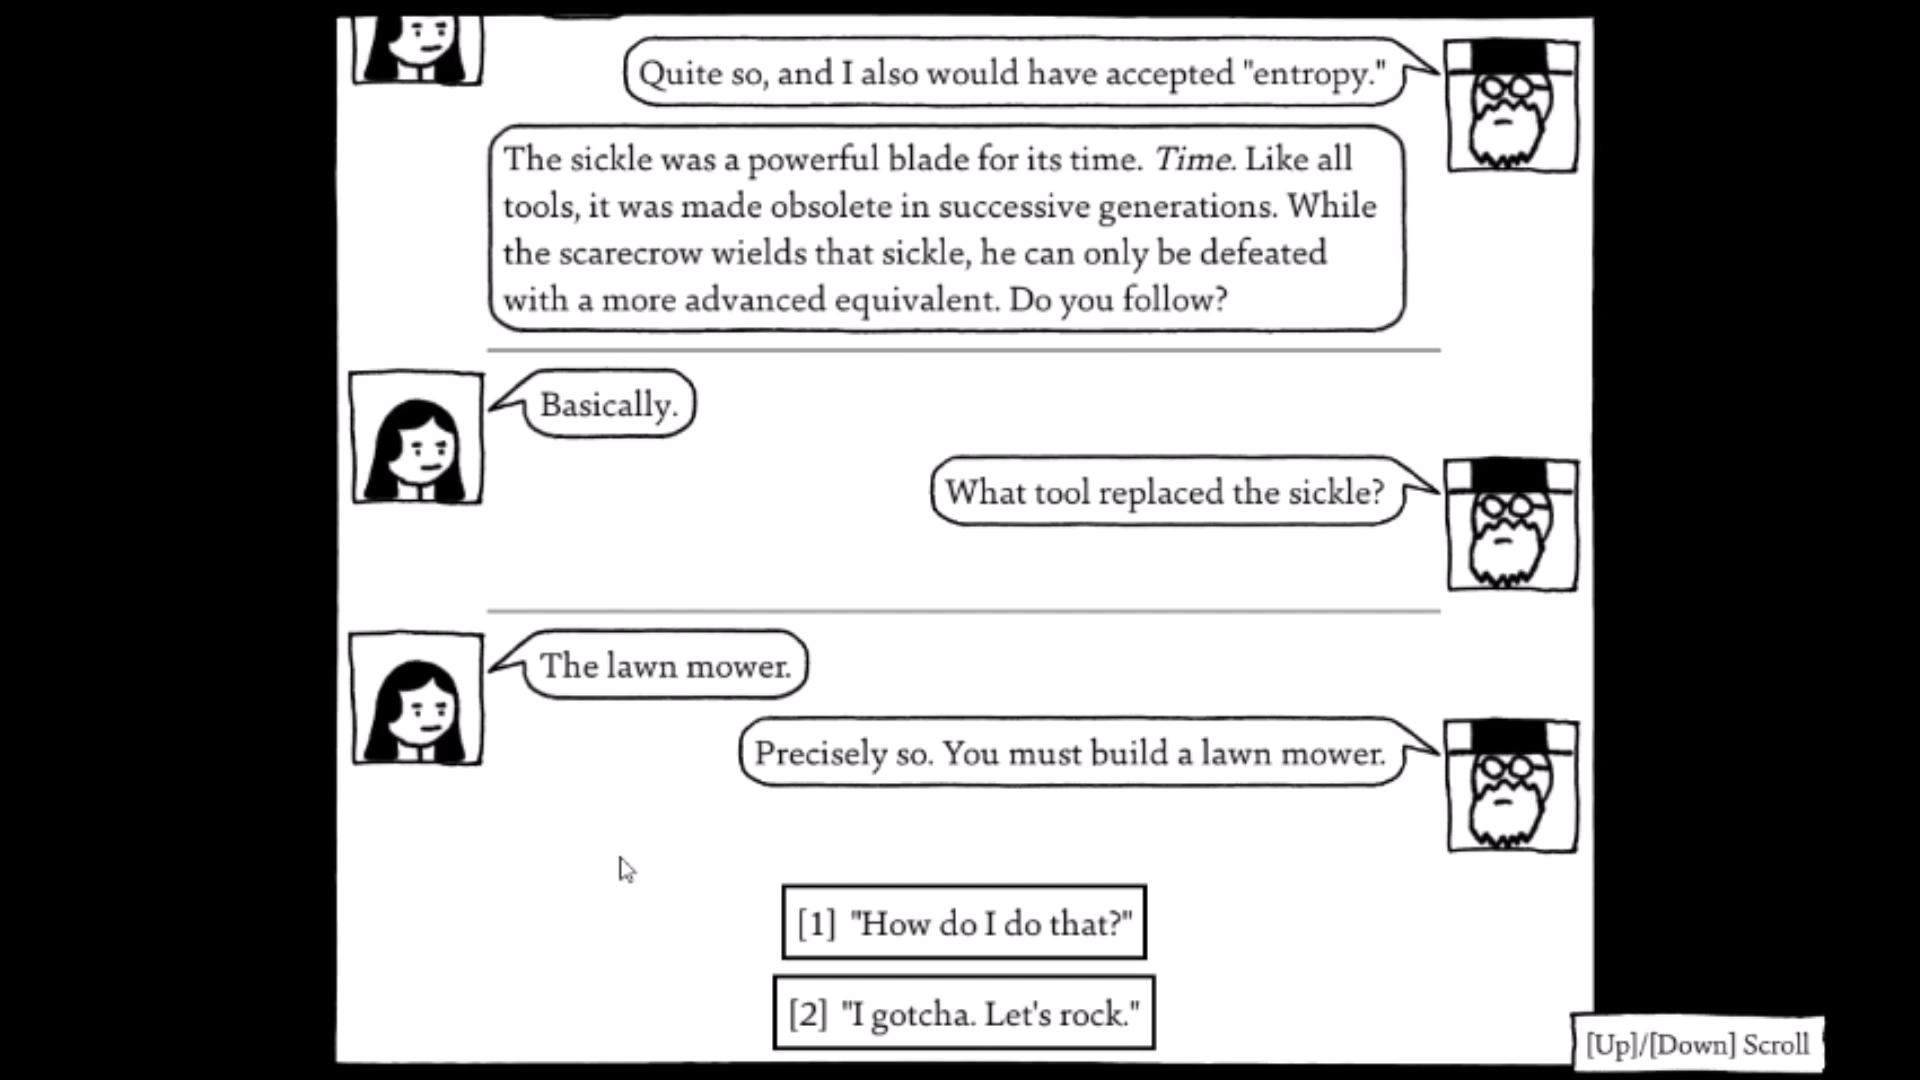 Quite so, and I also would have accepted "entropy."
The sickle was a powerful blade for its time. Time. Like all
tools, it was made obsolete in successive generations. While
the scarecrow wields that sickle, he can only be defeated
with a more advanced equivalent. Do you follow?
Basically.
What tool replaced the sickle?
The lawn mower.
Precisely so. You must build a lawn mower.
[1] "How do I do that?"
[2] "I gotcha. Let's rock."
[Up]/[Down] Scroll